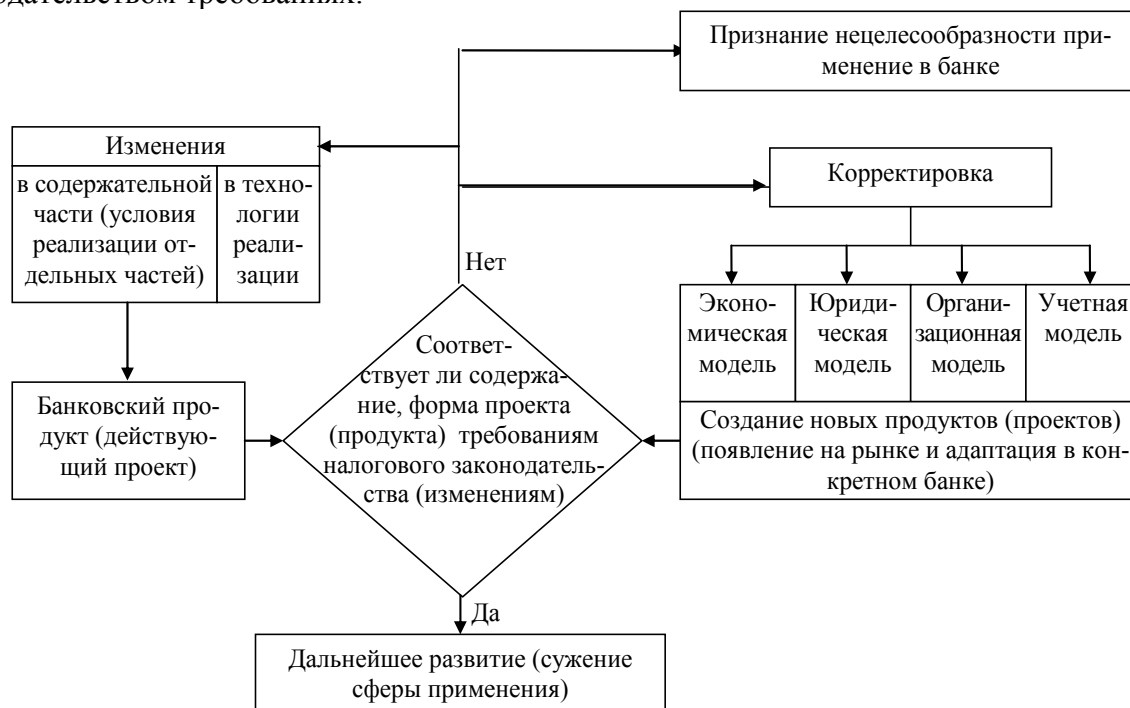 одательством требованиях.
Признание нецелесообразности при-
менение в банке
Изменения
в содержательной
части (условия
реализации от-
дельных частей)
в техно-
логии
реали-
зации
Корректировка
Нет
Эконо-
мическая
модель
Юриди-
ческая
модель
Органи-
зационная
модель
Учетная
модель
Соответ-
ствует ли содержа-
ние, форма проекта
(продукта) требованиям
налогового законодатель-
ства (изменениям)
Банковский про-
дукт (действую-
щий проект)
Создание новых продуктов (проектов)
(появление на рынке и адаптация в кон-
кретном банке)
Да
Дальнейшее развитие (сужение
сферы применения)